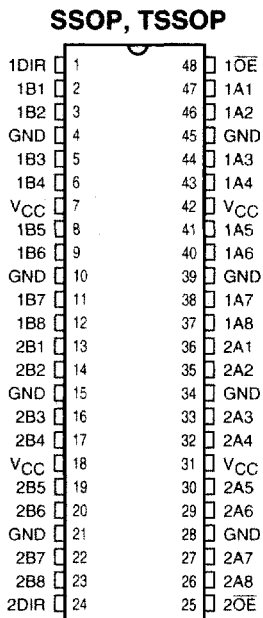 SSOP, TSSOP
1DIR 1 48 1O̅E̅
1B1 2 47 1A1
1B2 3 46 1A2
GND 4 45 GND
1B3 5 44 1A3
1B4 6 43 1A4
VCC 7 42 VCC
1B5 8 41 1A5
1B6 9 40 1A6
GND 10 39 GND
1B7 11 38 1A7
1B8 12 37 1A8
2B1 13 36 2A1
2B2 14 35 2A2
GND 15 34 GND
2B3 16 33 2A3
2B4 17 32 2A4
VCC 18 31 VCC
2B5 19 30 2A5
2B6 20 29 2A6
GND 21 28 GND
2B7 22 27 2A7
2B8 23 26 2A8
2DIR 24 25 2O̅E̅